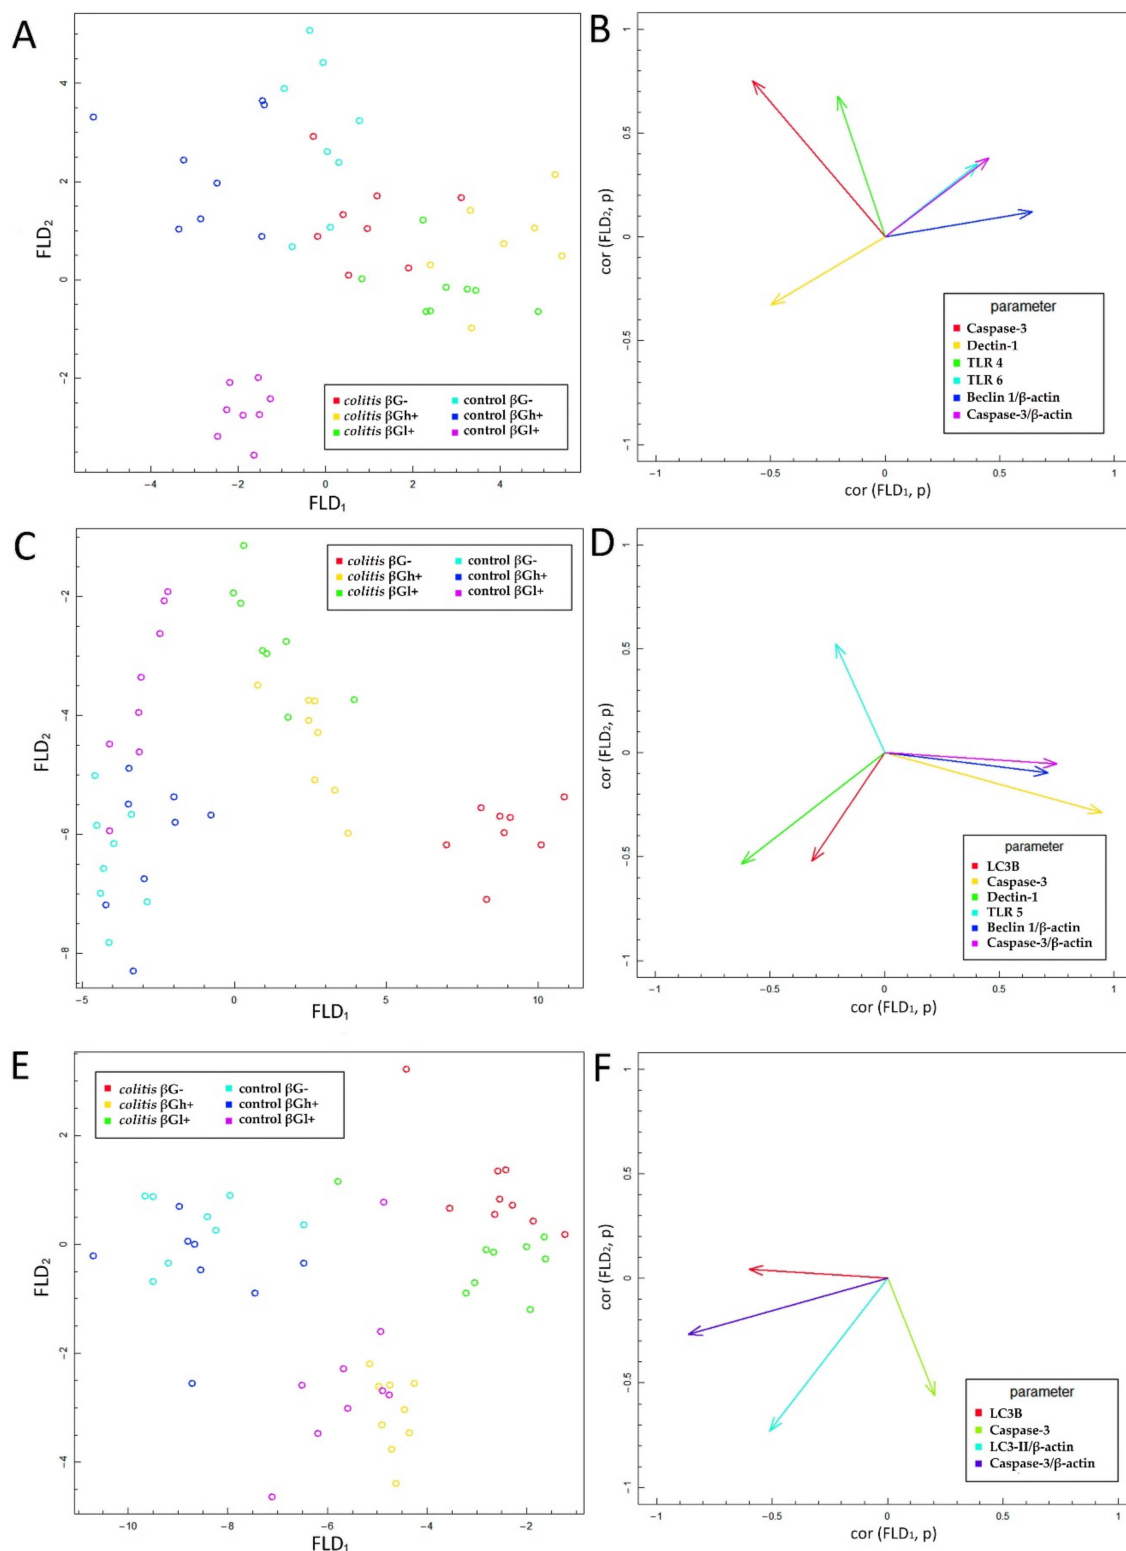 A
FLD₂
4
2
0
−2
−4
−2
0
2
4
FLD₁
colitis βG- control βG-
colitis βGh+ control βGh+
colitis βGl+ control βGl+
B
cor (FLD₂, p)
1
0.5
0
−0.5
−1
−1
−0.5
0
0.5
1
cor (FLD₁, p)
parameter
Caspase-3
Dectin-1
TLR 4
TLR 6
Beclin 1/β-actin
Caspase-3/β-actin
C
FLD₂
−2
−4
−6
−8
−5
0
5
10
FLD₁
colitis βG- control βG-
colitis βGh+ control βGh+
colitis βGl+ control βGl+
D
cor (FLD₂, p)
1
0.5
0
−0.5
−1
−1
−0.5
0
0.5
1
cor (FLD₁, p)
parameter
LC3B
Caspase-3
Dectin-1
TLR 5
Beclin 1/β-actin
Caspase-3/β-actin
E
FLD₂
2
0
−2
−4
−10
−8
−6
−4
−2
FLD₁
colitis βG- control βG-
colitis βGh+ control βGh+
colitis βGl+ control βGl+
F
cor (FLD₂, p)
1
0.5
0
−0.5
−1
−1
−0.5
0
0.5
1
cor (FLD₁, p)
parameter
LC3B
Caspase-3
LC3-II/β-actin
Caspase-3/β-actin